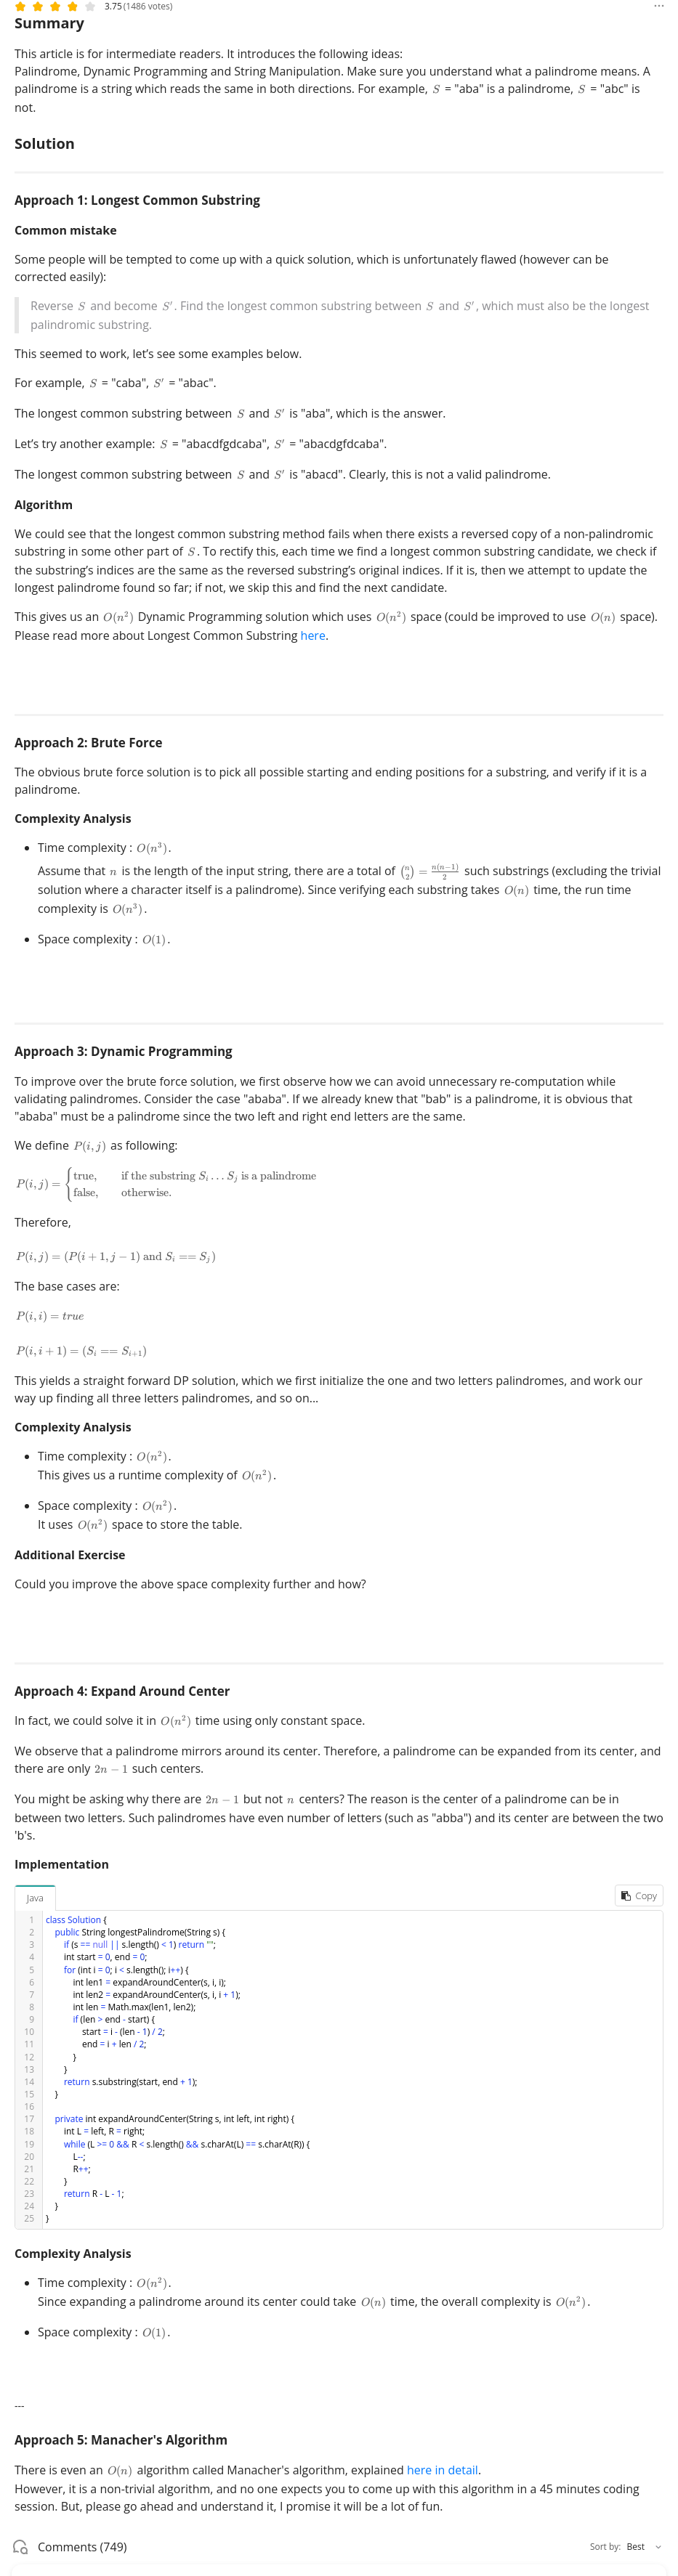 3.75 (1486 votes)
Summary
This article is for intermediate readers. It introduces the following ideas:
Palindrome, Dynamic Programming and String Manipulation. Make sure you understand what a palindrome means. A
palindrome is a string which reads the same in both directions. For example, S = "aba" is a palindrome, S = "abc" is
not.
Solution
Approach 1: Longest Common Substring
Common mistake
Some people will be tempted to come up with a quick solution, which is unfortunately flawed (however can be
corrected easily):
Reverse S and become S′. Find the longest common substring between S and S′, which must also be the longest
palindromic substring.
This seemed to work, let’s see some examples below.
For example, S = "caba", S′ = "abac".
The longest common substring between S and S′ is "aba", which is the answer.
Let’s try another example: S = "abacdfgdcaba", S′ = "abacdgfdcaba".
The longest common substring between S and S′ is "abacd". Clearly, this is not a valid palindrome.
Algorithm
We could see that the longest common substring method fails when there exists a reversed copy of a non-palindromic
substring in some other part of S. To rectify this, each time we find a longest common substring candidate, we check if
the substring’s indices are the same as the reversed substring’s original indices. If it is, then we attempt to update the
longest palindrome found so far; if not, we skip this and find the next candidate.
This gives us an O(n²) Dynamic Programming solution which uses O(n²) space (could be improved to use O(n) space).
Please read more about Longest Common Substring here.
Approach 2: Brute Force
The obvious brute force solution is to pick all possible starting and ending positions for a substring, and verify if it is a
palindrome.
Complexity Analysis
• Time complexity : O(n³).
Assume that n is the length of the input string, there are a total of (n 2) = n(n−1)/2 such substrings (excluding the trivial
solution where a character itself is a palindrome). Since verifying each substring takes O(n) time, the run time
complexity is O(n³).
• Space complexity : O(1).
Approach 3: Dynamic Programming
To improve over the brute force solution, we first observe how we can avoid unnecessary re-computation while
validating palindromes. Consider the case "ababa". If we already knew that "bab" is a palindrome, it is obvious that
"ababa" must be a palindrome since the two left and right end letters are the same.
We define P(i, j) as following:
P(i, j) = { true, if the substring Sᵢ … Sⱼ is a palindrome
false, otherwise.
Therefore,
P(i, j) = (P(i + 1, j − 1) and Sᵢ == Sⱼ)
The base cases are:
P(i, i) = true
P(i, i + 1) = (Sᵢ == Sᵢ₊₁)
This yields a straight forward DP solution, which we first initialize the one and two letters palindromes, and work our
way up finding all three letters palindromes, and so on...
Complexity Analysis
• Time complexity : O(n²).
This gives us a runtime complexity of O(n²).
• Space complexity : O(n²).
It uses O(n²) space to store the table.
Additional Exercise
Could you improve the above space complexity further and how?
Approach 4: Expand Around Center
In fact, we could solve it in O(n²) time using only constant space.
We observe that a palindrome mirrors around its center. Therefore, a palindrome can be expanded from its center, and
there are only 2n − 1 such centers.
You might be asking why there are 2n − 1 but not n centers? The reason is the center of a palindrome can be in
between two letters. Such palindromes have even number of letters (such as "abba") and its center are between the two
'b's.
Implementation
Java Copy
1 class Solution {
2 public String longestPalindrome(String s) {
3 if (s == null || s.length() < 1) return "";
4 int start = 0, end = 0;
5 for (int i = 0; i < s.length(); i++) {
6 int len1 = expandAroundCenter(s, i, i);
7 int len2 = expandAroundCenter(s, i, i + 1);
8 int len = Math.max(len1, len2);
9 if (len > end - start) {
10 start = i - (len - 1) / 2;
11 end = i + len / 2;
12 }
13 }
14 return s.substring(start, end + 1);
15 }
16
17 private int expandAroundCenter(String s, int left, int right) {
18 int L = left, R = right;
19 while (L >= 0 && R < s.length() && s.charAt(L) == s.charAt(R)) {
20 L--;
21 R++;
22 }
23 return R - L - 1;
24 }
25 }
Complexity Analysis
• Time complexity : O(n²).
Since expanding a palindrome around its center could take O(n) time, the overall complexity is O(n²).
• Space complexity : O(1).
---
Approach 5: Manacher's Algorithm
There is even an O(n) algorithm called Manacher's algorithm, explained here in detail.
However, it is a non-trivial algorithm, and no one expects you to come up with this algorithm in a 45 minutes coding
session. But, please go ahead and understand it, I promise it will be a lot of fun.
Comments (749) Sort by: Best